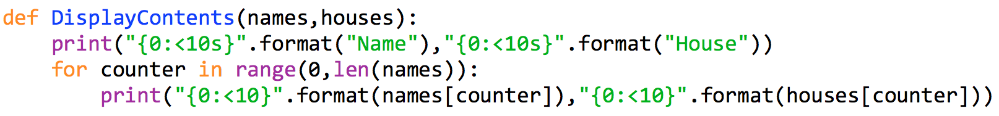 def DisplayContents(names,houses):
    print("{0:<10s}".format("Name"),"{0:<10s}".format("House"))
    for counter in range(0,len(names)):
        print("{0:<10}".format(names[counter]),"{0:<10}".format(houses[counter]))